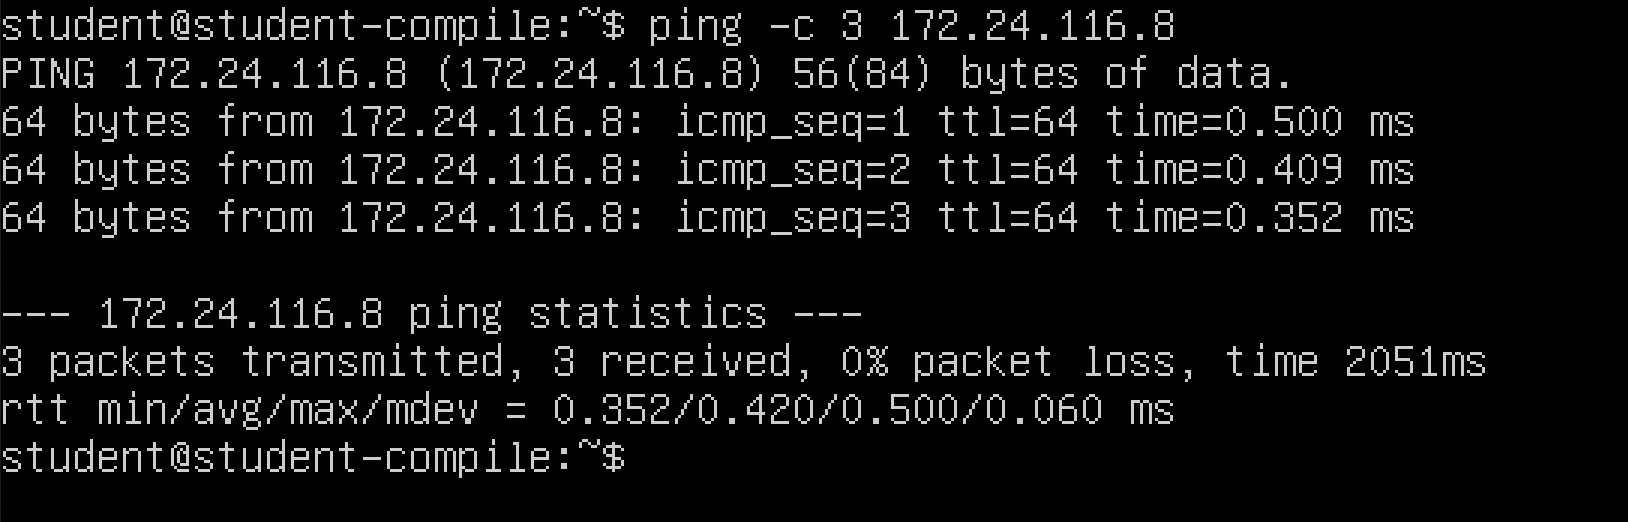 student@student-compile:~$ ping -c 3 172.24.116.8
PING 172.24.116.8 (172.24.116.8) 56(84) bytes of data.
64 bytes from 172.24.116.8: icmp_seq=1 ttl=64 time=0.500 ms
64 bytes from 172.24.116.8: icmp_seq=2 ttl=64 time=0.409 ms
64 bytes from 172.24.116.8: icmp_seq=3 ttl=64 time=0.352 ms
--- 172.24.116.8 ping statistics ---
3 packets transmitted, 3 received, 0% packet loss, time 2051ms
rtt min/avg/max/mdev = 0.352/0.420/0.500/0.060 ms
student@student-compile:~$